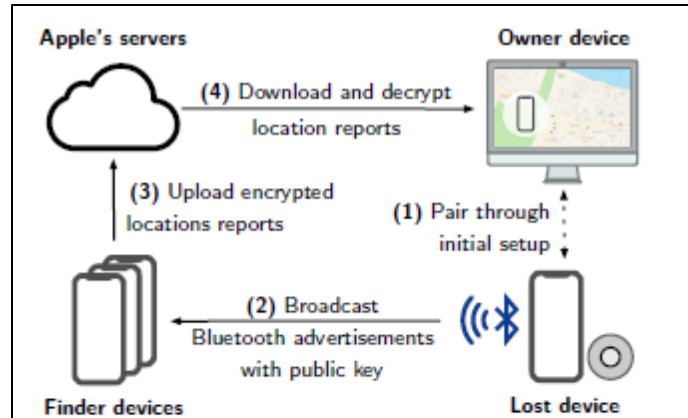 Apple's servers
Owner device
(4) Download and decrypt
location reports
(3) Upload encrypted
locations reports
(1) Pair through
initial setup
(2) Broadcast
Bluetooth advertisements
with public key
Finder devices
Lost device